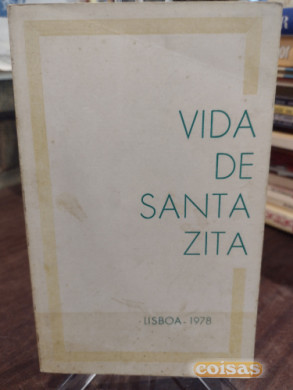 VIDA
DE
SANTA
ZITA
LISBOA - 1978
coisas